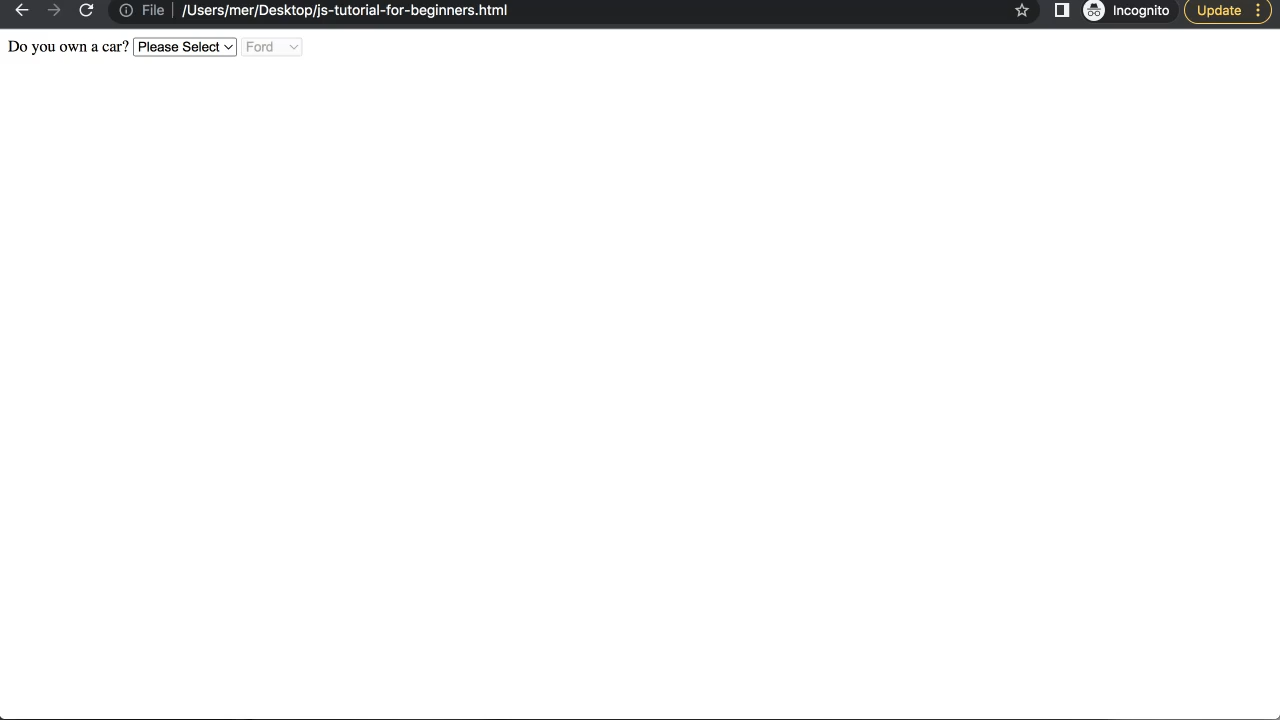 File /Users/mer/Desktop/js-tutorial-for-beginners.html Incognito Update
Do you own a car? Please Select Ford